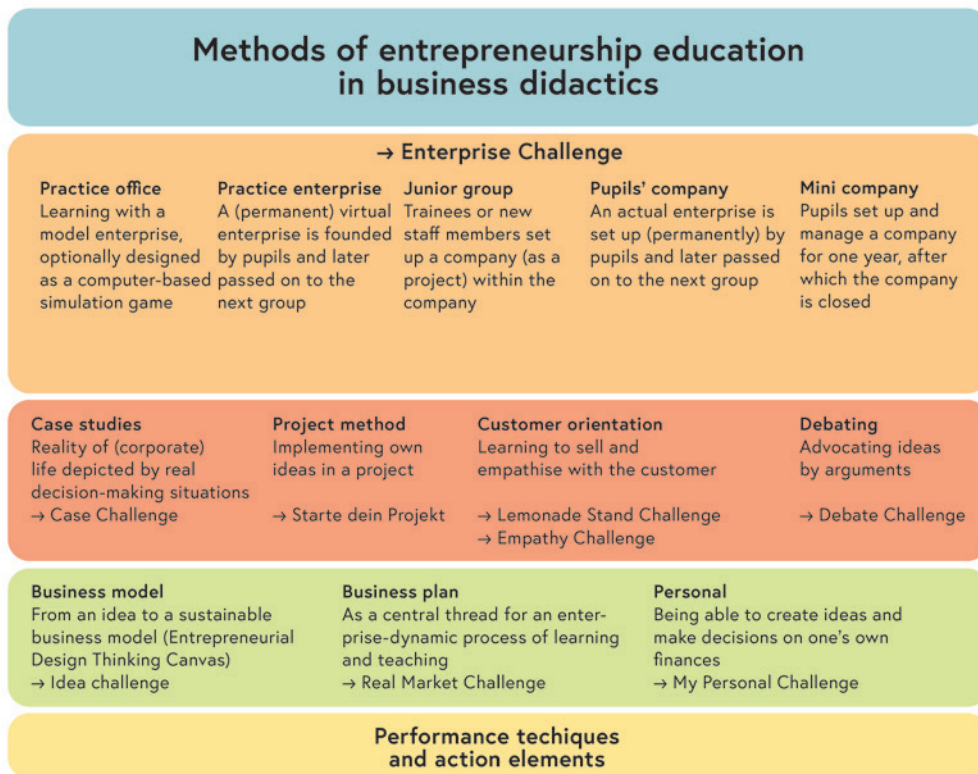 Methods of entrepreneurship education
in business didactics
→ Enterprise Challenge
Practice office
Learning with a
model enterprise,
optionally designed
as a computer-based
simulation game
Practice enterprise
A (permanent) virtual
enterprise is founded
by pupils and later
passed on to the
next group
Junior group
Trainees or new
staff members set
up a company (as a
project) within the
company
Pupils' company
An actual enterprise is
set up (permanently) by
pupils and later passed
on to the next group
Mini company
Pupils set up and
manage a company
for one year, after
which the company
is closed
Case studies
Reality of (corporate)
life depicted by real
decision-making situations
→ Case Challenge
Project method
Implementing own
ideas in a project
→ Starte dein Projekt
Customer orientation
Learning to sell and
empathise with the customer
→ Lemonade Stand Challenge
→ Empathy Challenge
Debating
Advocating ideas
by arguments
→ Debate Challenge
Business model
From an idea to a sustainable
business model (Entrepreneurial
Design Thinking Canvas)
→ Idea challenge
Business plan
As a central thread for an enter-
prise-dynamic process of learning
and teaching
→ Real Market Challenge
Personal
Being able to create ideas and
make decisions on one's own
finances
→ My Personal Challenge
Performance techiques
and action elements